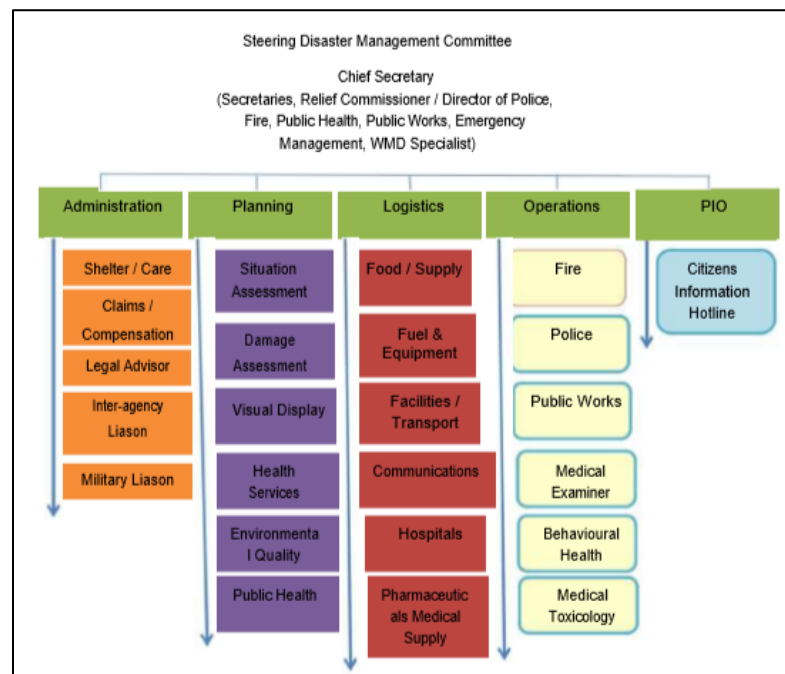 Steering Disaster Management Committee
Chief Secretary
(Secretaries, Relief Commissioner / Director of Police,
Fire, Public Health, Public Works, Emergency
Management, WMD Specialist)
Administration
Planning
Logistics
Operations
PIO
Shelter / Care
Claims /
Compensation
Legal Advisor
Inter-agency
Liason
Military Liason
Situation
Assessment
Damage
Assessment
Visual Display
Health
Services
Environmenta
l Quality
Public Health
Food / Supply
Fuel &
Equipment
Facilities /
Transport
Communications
Hospitals
Pharmaceutic
als Medical
Supply
Fire
Police
Public Works
Medical
Examiner
Behavioural
Health
Medical
Toxicology
Citizens
Information
Hotline